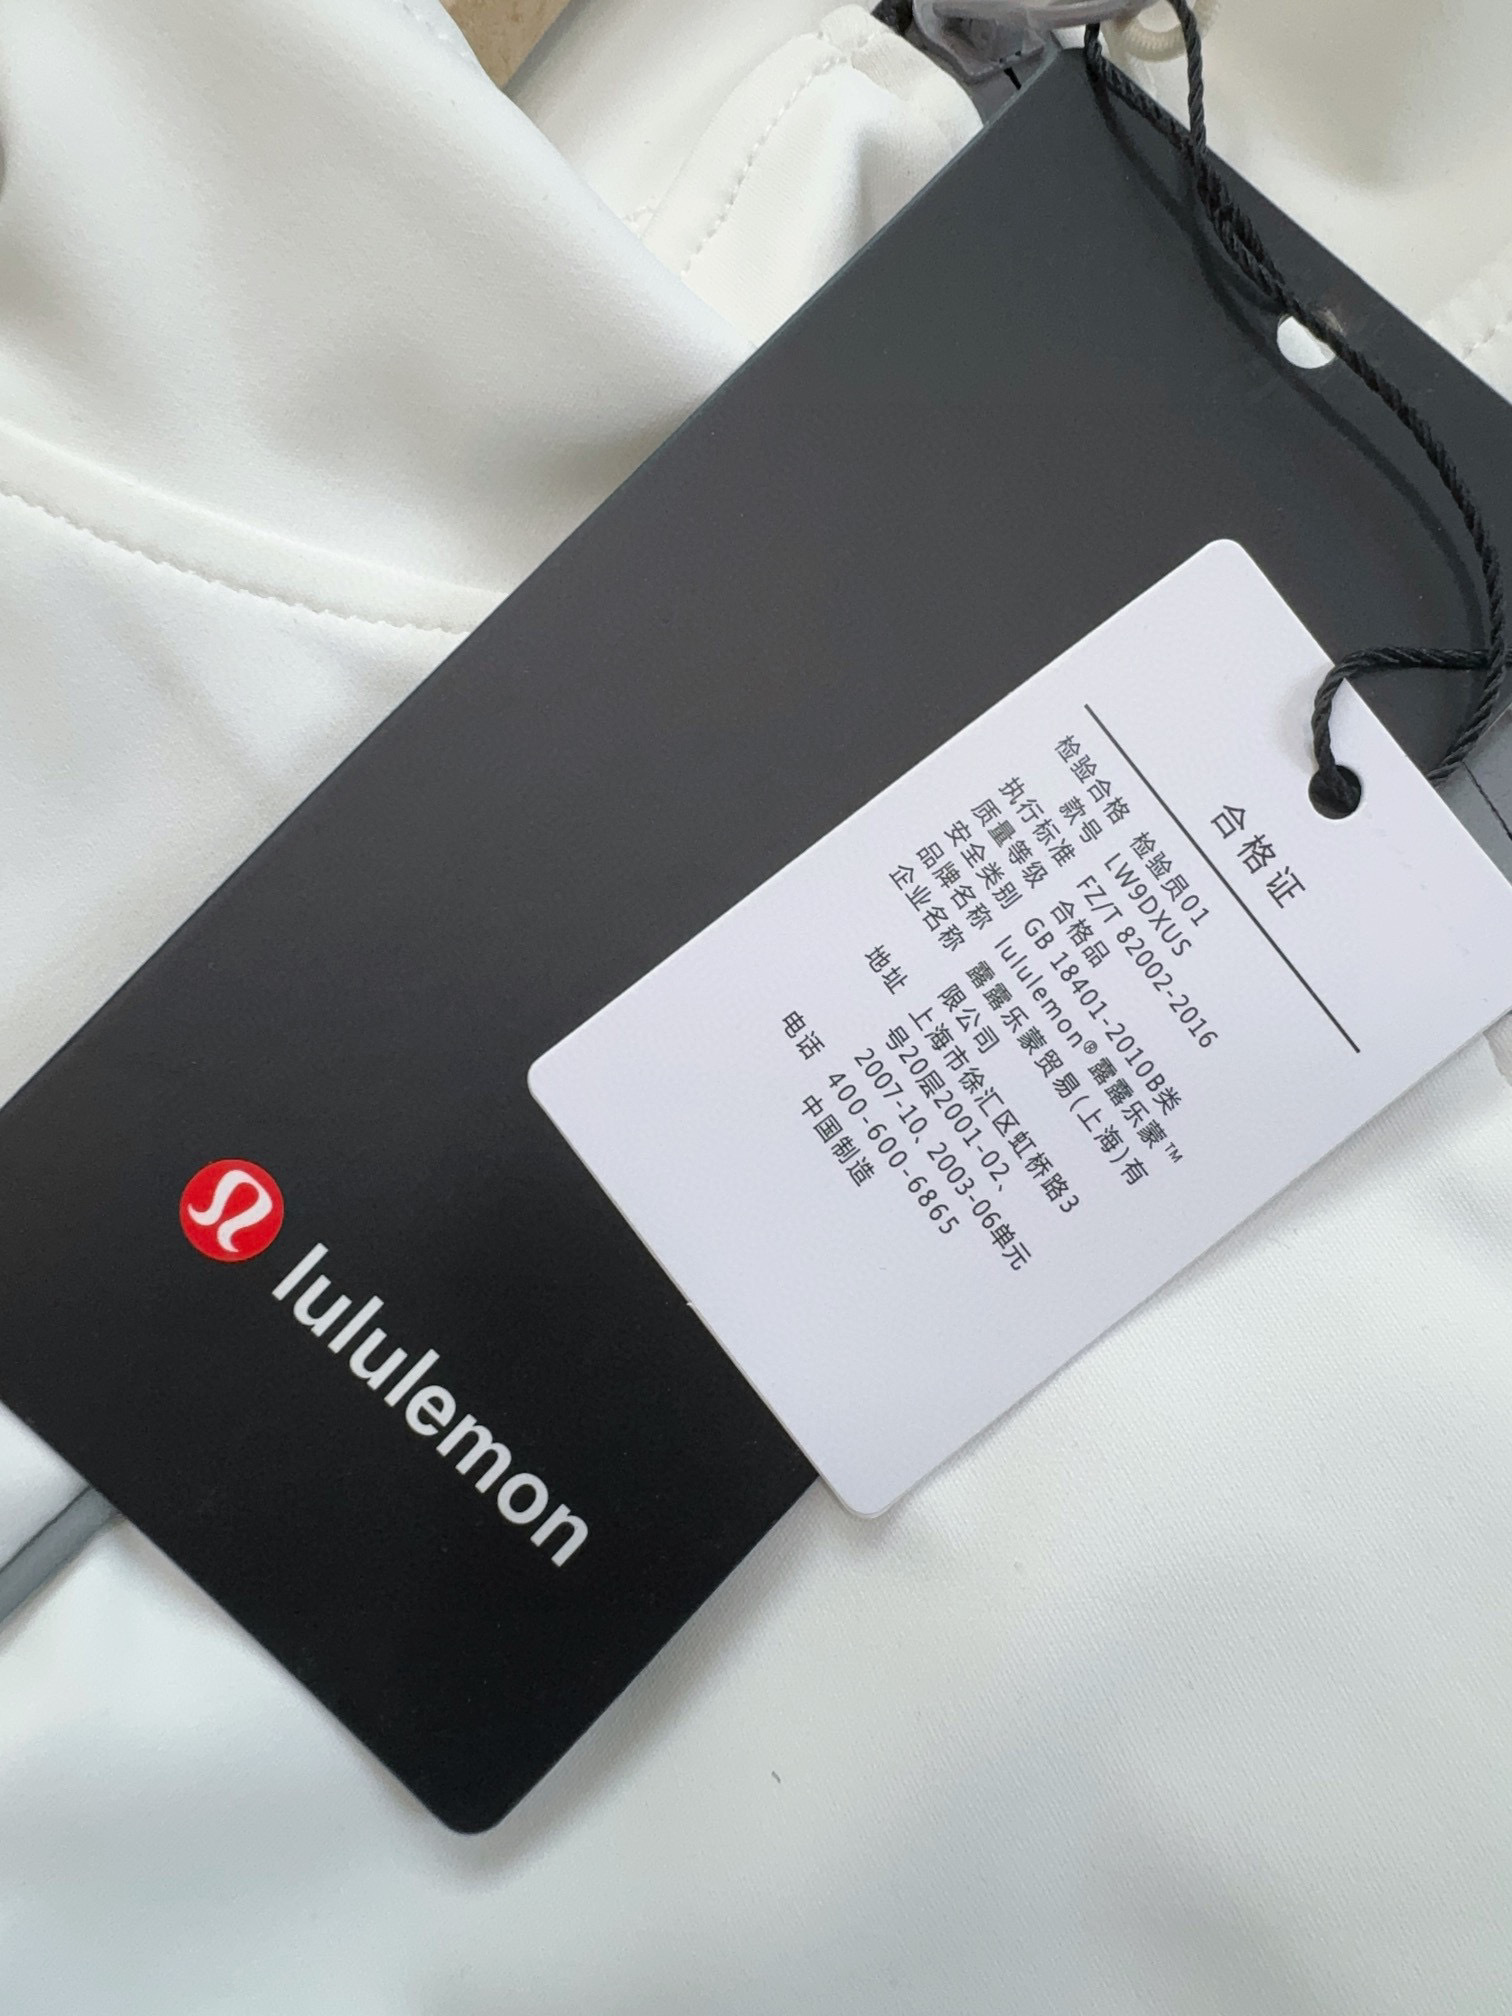 合格证
检验合格 检验员01
款号 LW9DXUS
执行标准 FZ/T 82002-2016
质量等级 合格品
安全类别 GB 18401-2010B类
品牌名称 lululemon® 露露乐蒙™
企业名称 露露乐蒙贸易(上海)有
限公司
地址 上海市徐汇区虹桥路3
号20层2001-02、
2007-10、2003-06单元
电话 400-600-6865
中国制造
lululemon